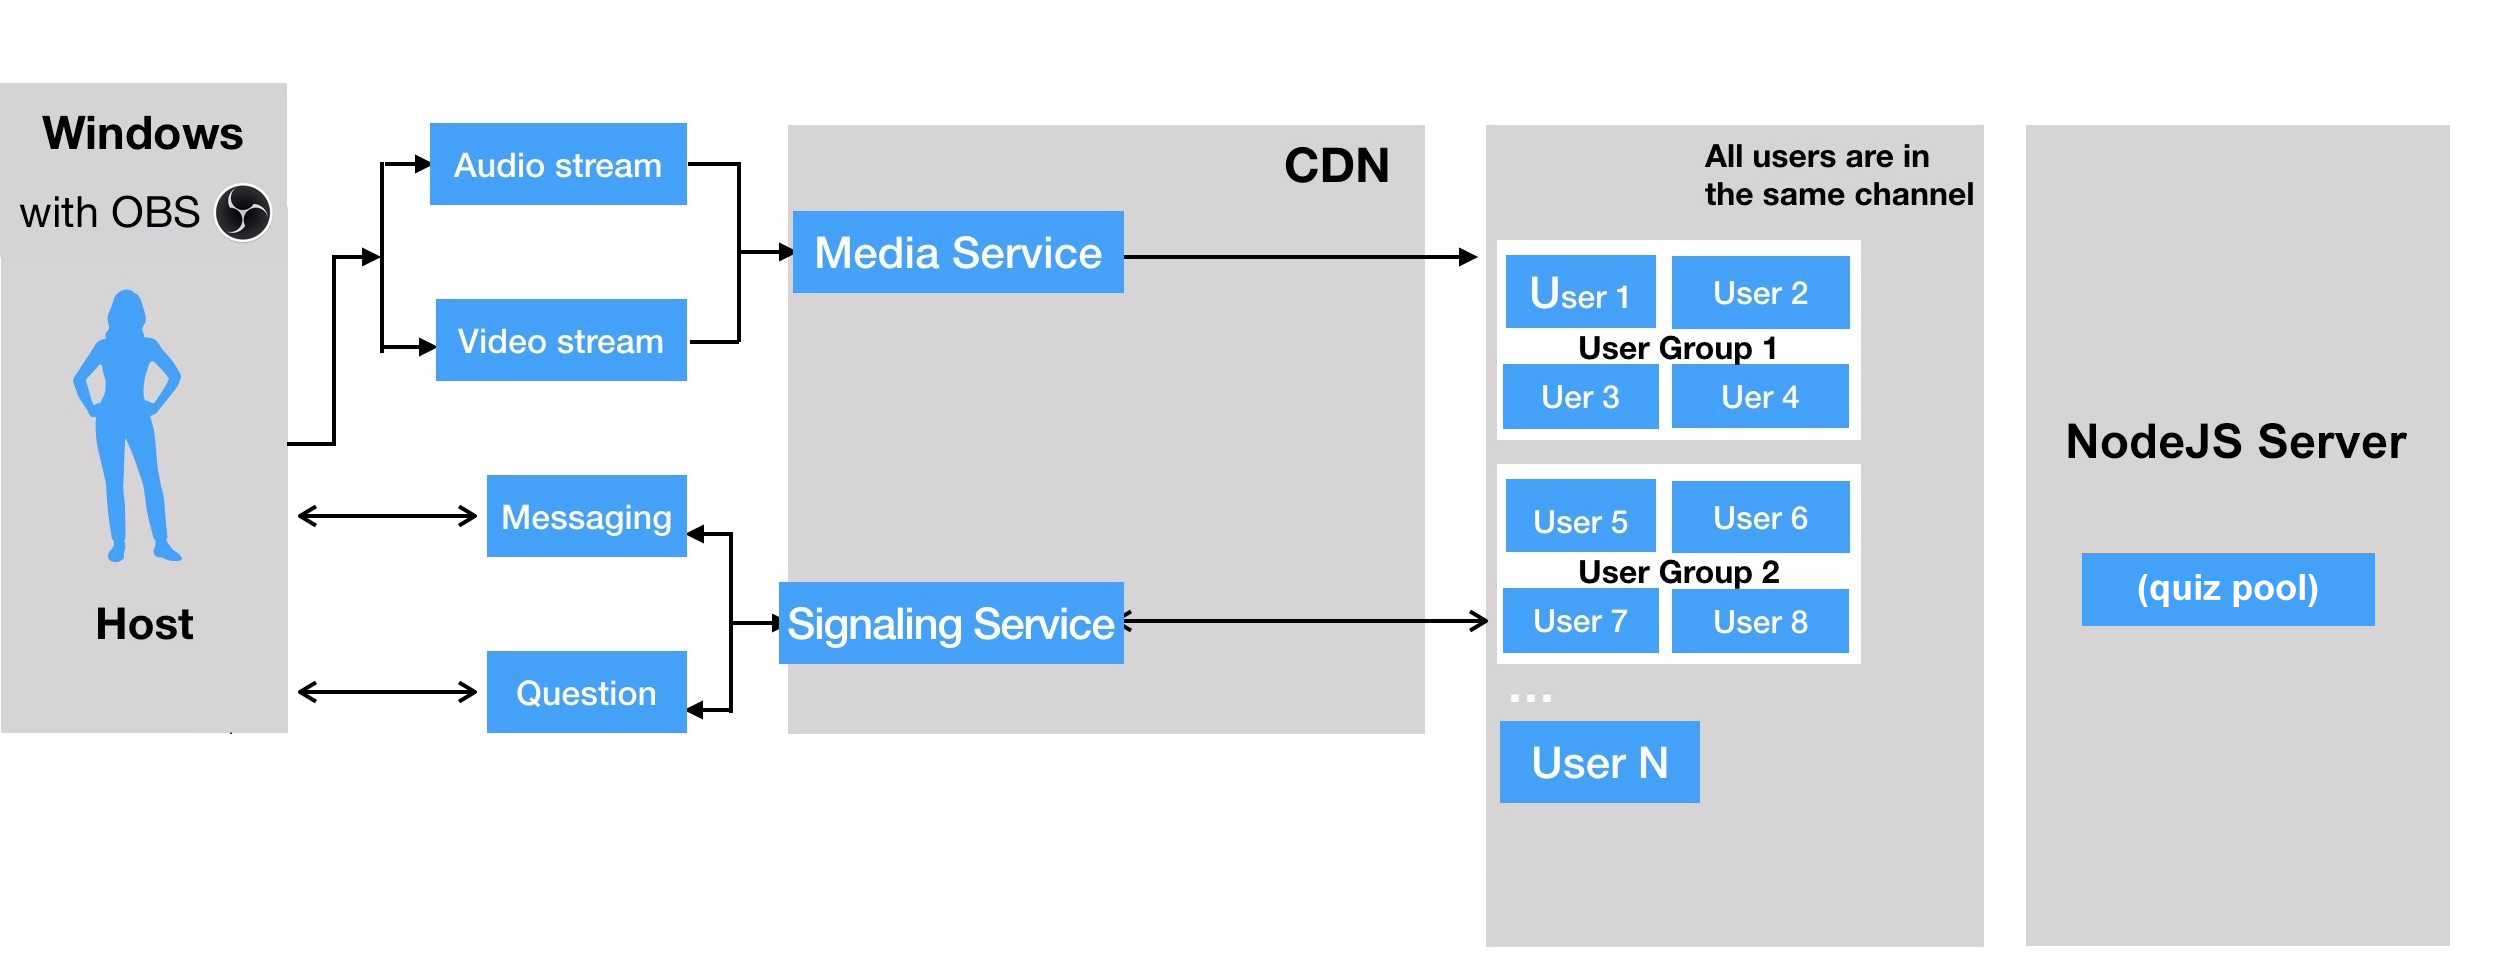 Windows
with OBS
Host
Audio stream
Video stream
Messaging
Question
CDN
Media Service
Signaling Service
All users are in
the same channel
User 1
User 2
User Group 1
Uer 3
Uer 4
User 5
User 6
User Group 2
User 7
User 8
...
User N
NodeJS Server
(quiz pool)